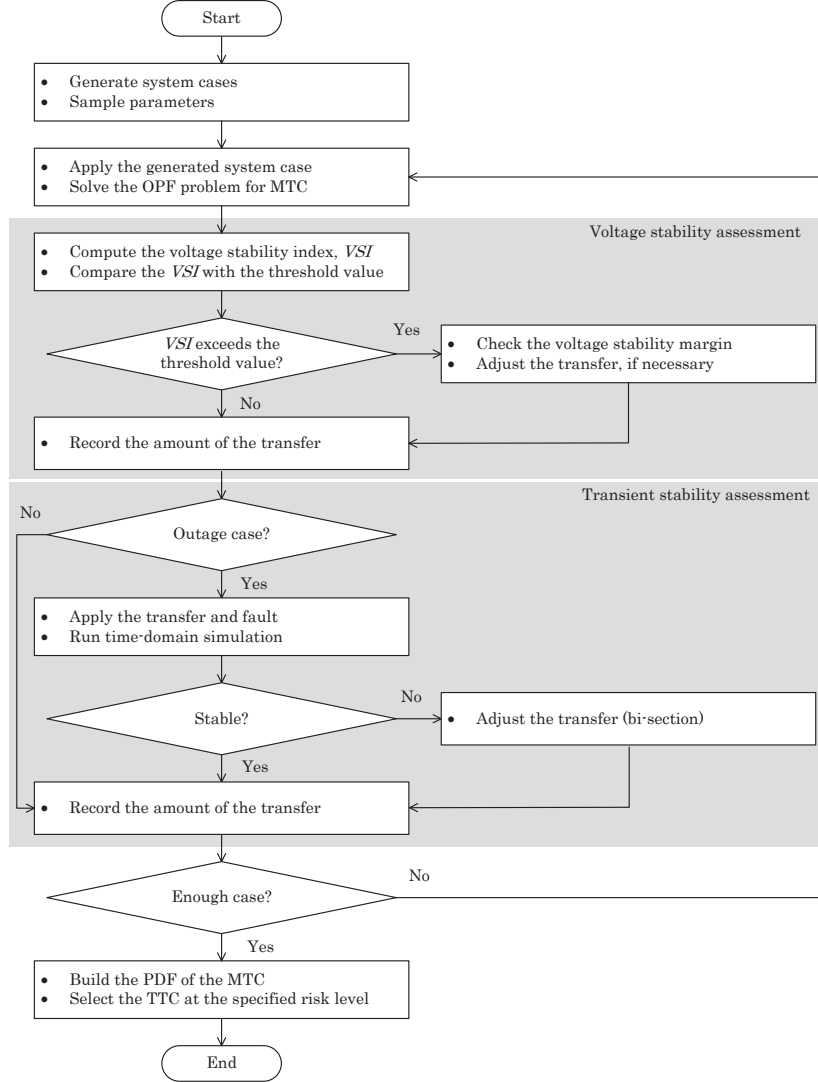 Start
• Generate system cases
• Sample parameters
• Apply the generated system case
• Solve the OPF problem for MTC
Voltage stability assessment
• Compute the voltage stability index, VSI
• Compare the VSI with the threshold value
VSI exceeds the
threshold value?
Yes
• Check the voltage stability margin
• Adjust the transfer, if necessary
No
• Record the amount of the transfer
Transient stability assessment
No
Outage case?
Yes
• Apply the transfer and fault
• Run time-domain simulation
Stable?
No
• Adjust the transfer (bi-section)
Yes
• Record the amount of the transfer
Enough case?
No
Yes
• Build the PDF of the MTC
• Select the TTC at the specified risk level
End